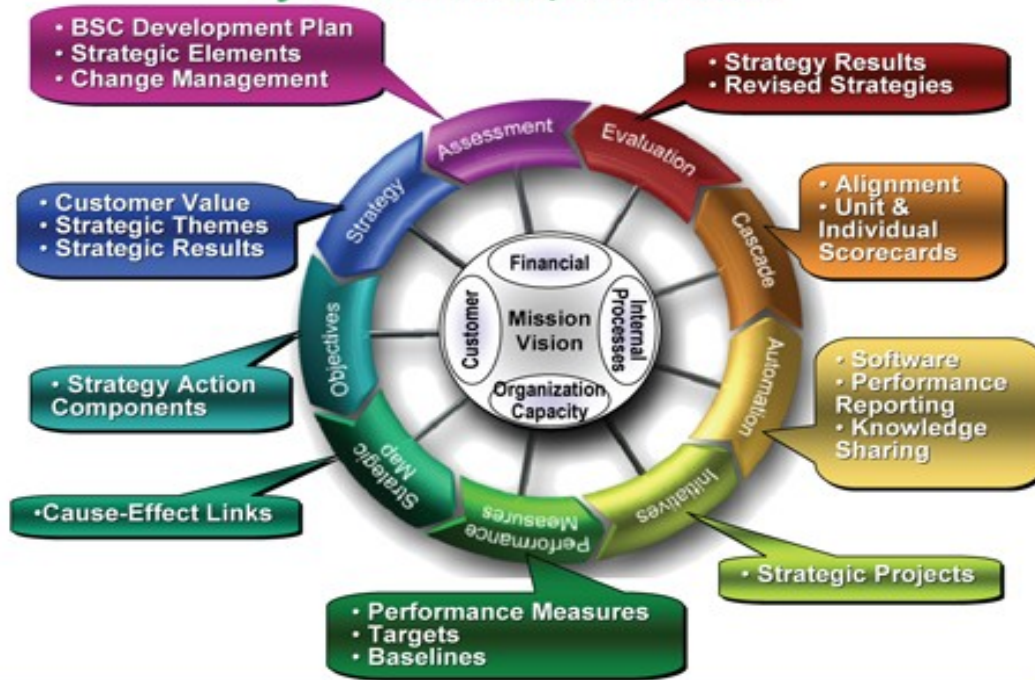 • BSC Development Plan
• Strategic Elements
• Change Management
• Strategy Results
• Revised Strategies
Assessment
Evaluation
• Customer Value
• Strategic Themes
• Strategic Results
Strategy
Cascade
• Alignment
• Unit &
Individual
Scorecards
Financial
Customer
Mission
Vision
Internal
Processes
Organization
Capacity
Objectives
Automation
• Strategy Action
Components
• Software
• Performance
Reporting
• Knowledge
Sharing
Strategic
Map
•Cause-Effect Links
Performance
Measures
Initiatives
• Strategic Projects
• Performance Measures
• Targets
• Baselines